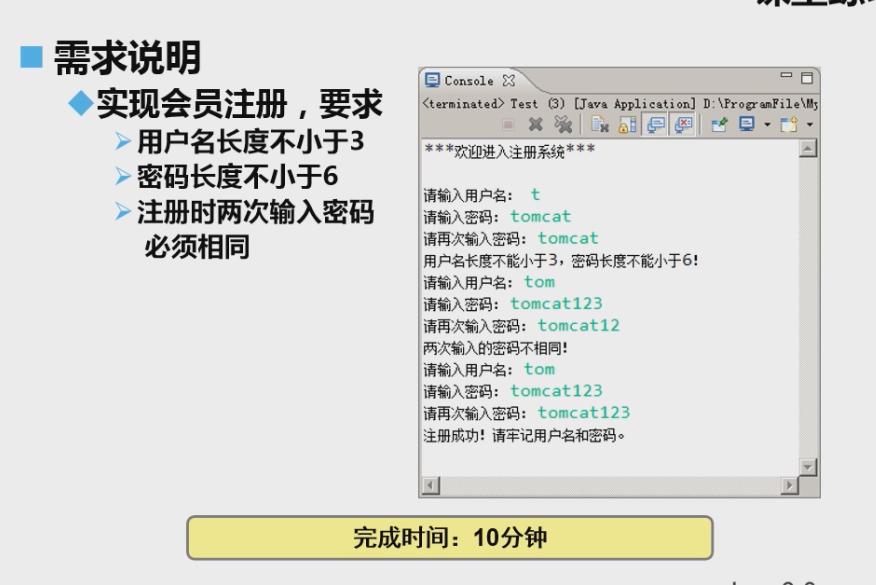 需求说明
实现会员注册，要求
用户名长度不小于3
密码长度不小于6
注册时两次输入密码
必须相同
Console
<terminated> Test (3) [Java Application] D:\ProgramFile\My
***欢迎进入注册系统***
请输入用户名： t
请输入密码：tomcat
请再次输入密码：tomcat
用户名长度不能小于3，密码长度不能小于6！
请输入用户名：tom
请输入密码：tomcat123
请再次输入密码：tomcat12
两次输入的密码不相同！
请输入用户名：tom
请输入密码：tomcat123
请再次输入密码：tomcat123
注册成功！请牢记用户名和密码。
完成时间：10分钟